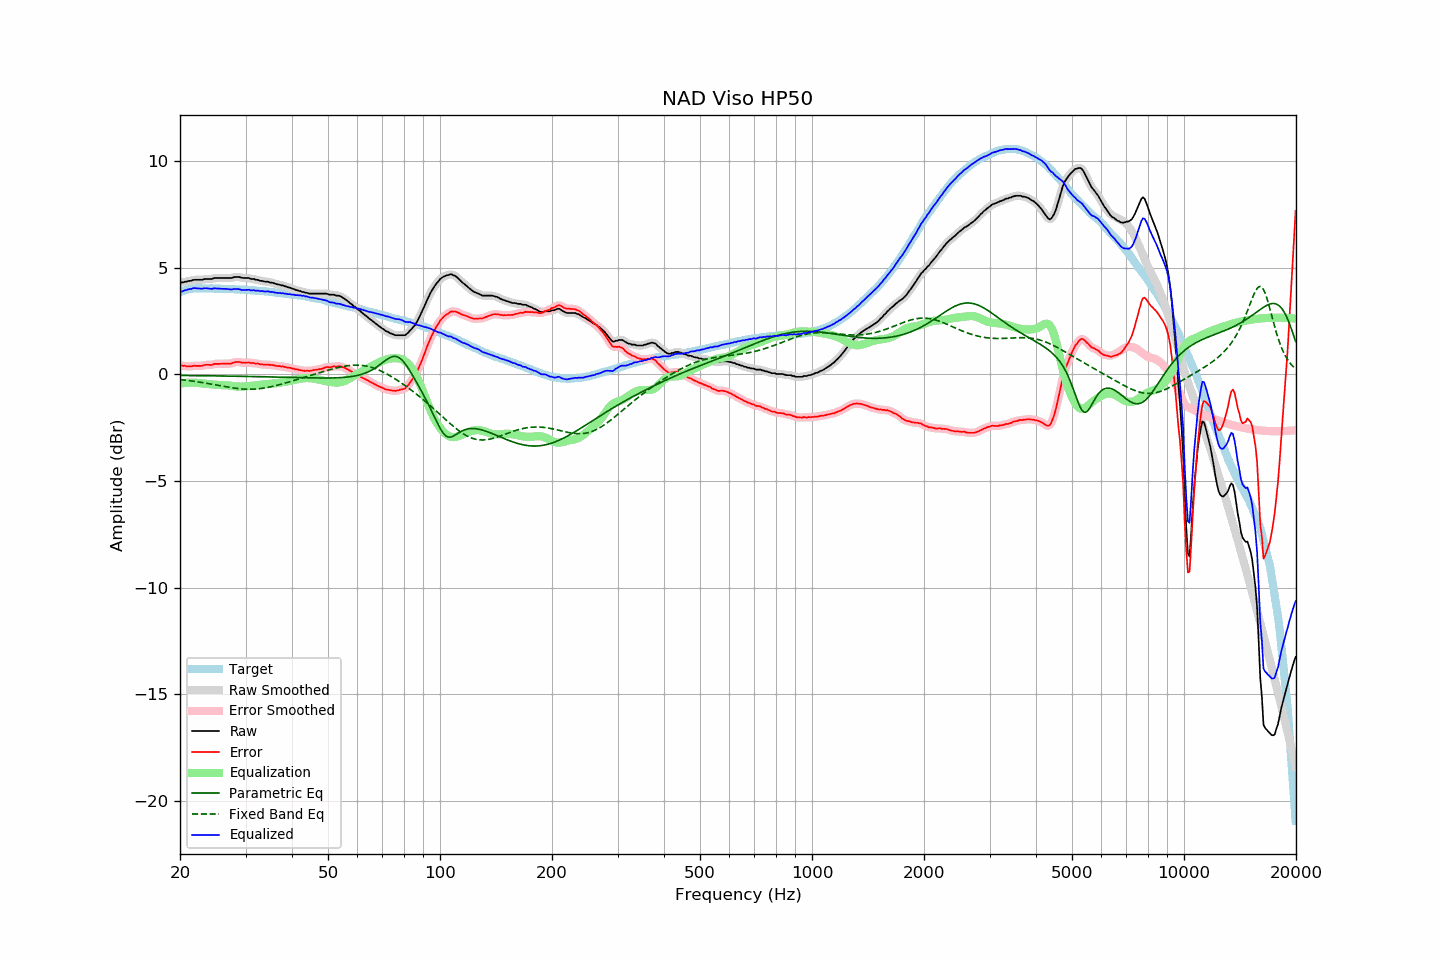 NAD Viso HP50
10
5
0
−5
−10
−15
−20
Amplitude (dBr)
Target
Raw Smoothed
Error Smoothed
Raw
Error
Equalization
Parametric Eq
Fixed Band Eq
Equalized
20 50 100 200 500 1000 2000 5000 10000 20000
Frequency (Hz)